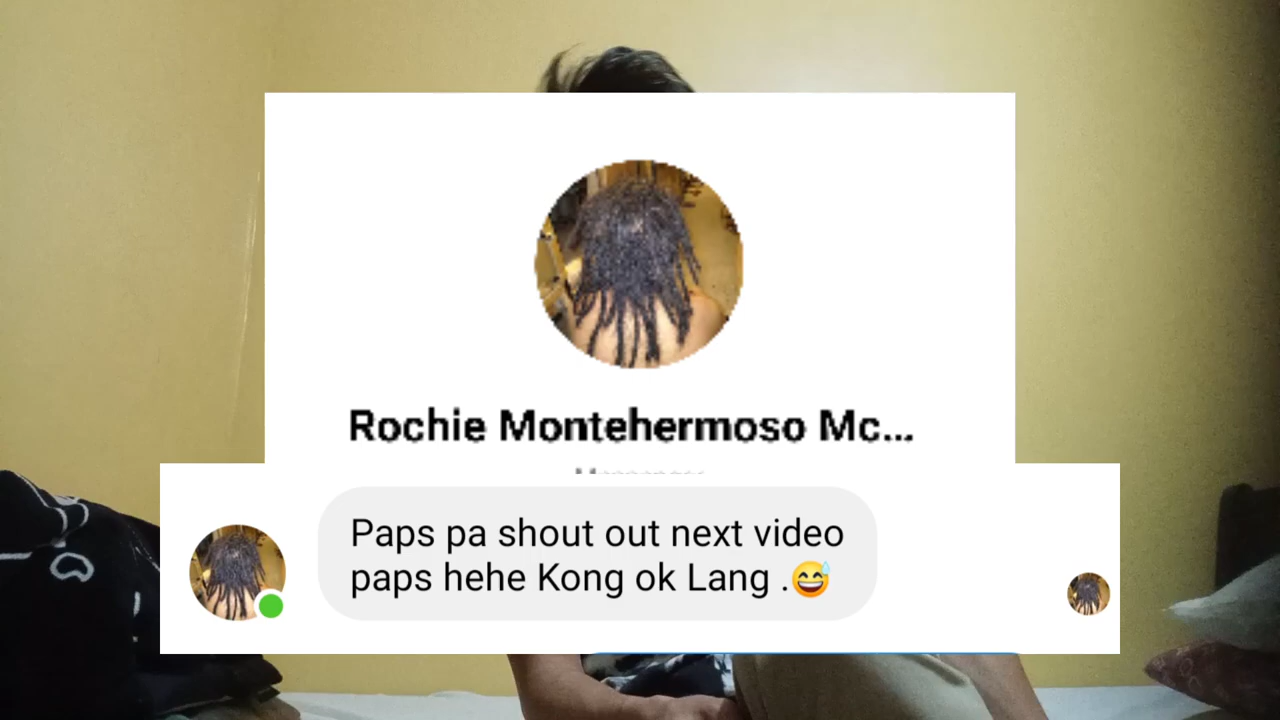 Rochie Montehermoso Mc...
Paps pa shout out next video
paps hehe Kong ok Lang .😅